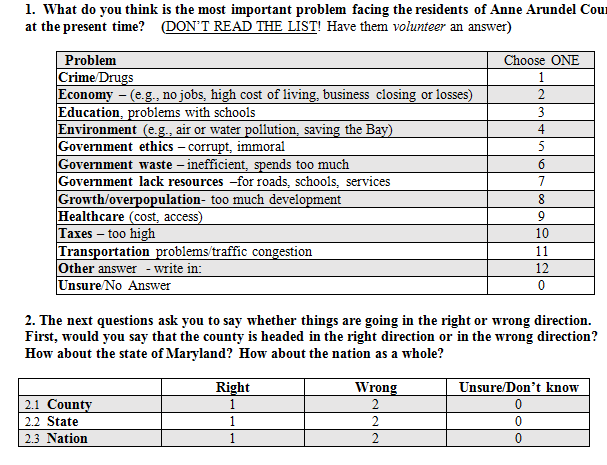 1. What do you think is the most important problem facing the residents of Anne Arundel
at the present time? (DON'T READ THE LIST! Have them volunteer an answer)
Problem Choose ONE
Crime/Drugs 1
Economy – (e.g., no jobs, high cost of living, business closing or losses) 2
Education, problems with schools 3
Environment (e.g., air or water pollution, saving the Bay) 4
Government ethics – corrupt, immoral 5
Government waste – inefficient, spends too much 6
Government lack resources –for roads, schools, services 7
Growth/overpopulation- too much development 8
Healthcare (cost, access) 9
Taxes – too high 10
Transportation problems/traffic congestion 11
Other answer - write in: 12
Unsure/No Answer 0
2. The next questions ask you to say whether things are going in the right or wrong direction.
First, would you say that the county is headed in the right direction or in the wrong direction?
How about the state of Maryland? How about the nation as a whole?
Right Wrong Unsure/Don't know
2.1 County 1 2 0
2.2 State 1 2 0
2.3 Nation 1 2 0